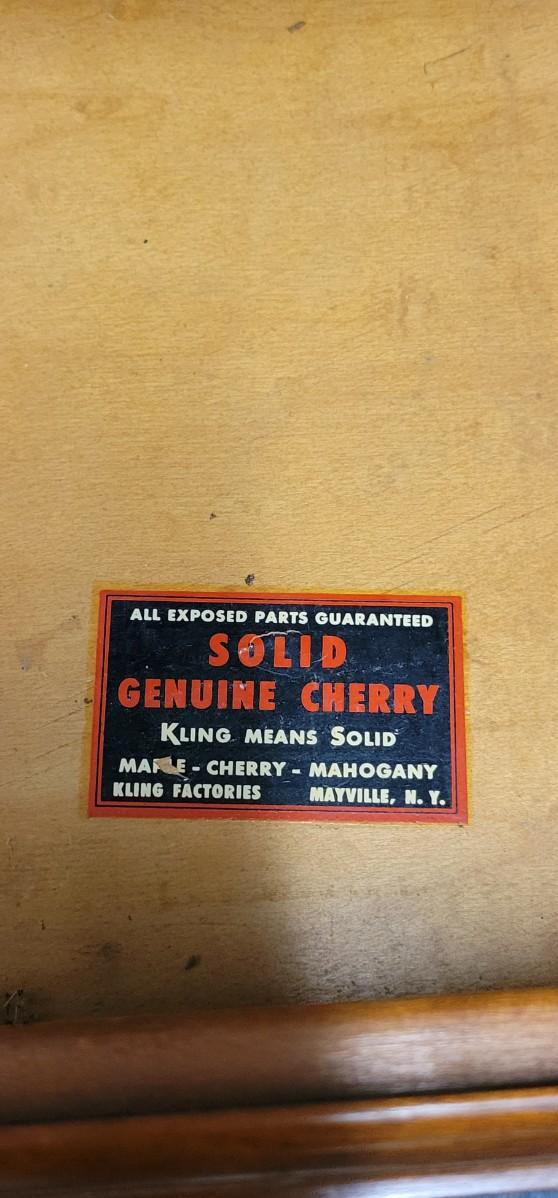 ALL EXPOSED PARTS GUARANTEED
SOLID
GENUINE CHERRY
KLING MEANS SOLID
MAPLE - CHERRY - MAHOGANY
KLING FACTORIES MAYVILLE, N. Y.